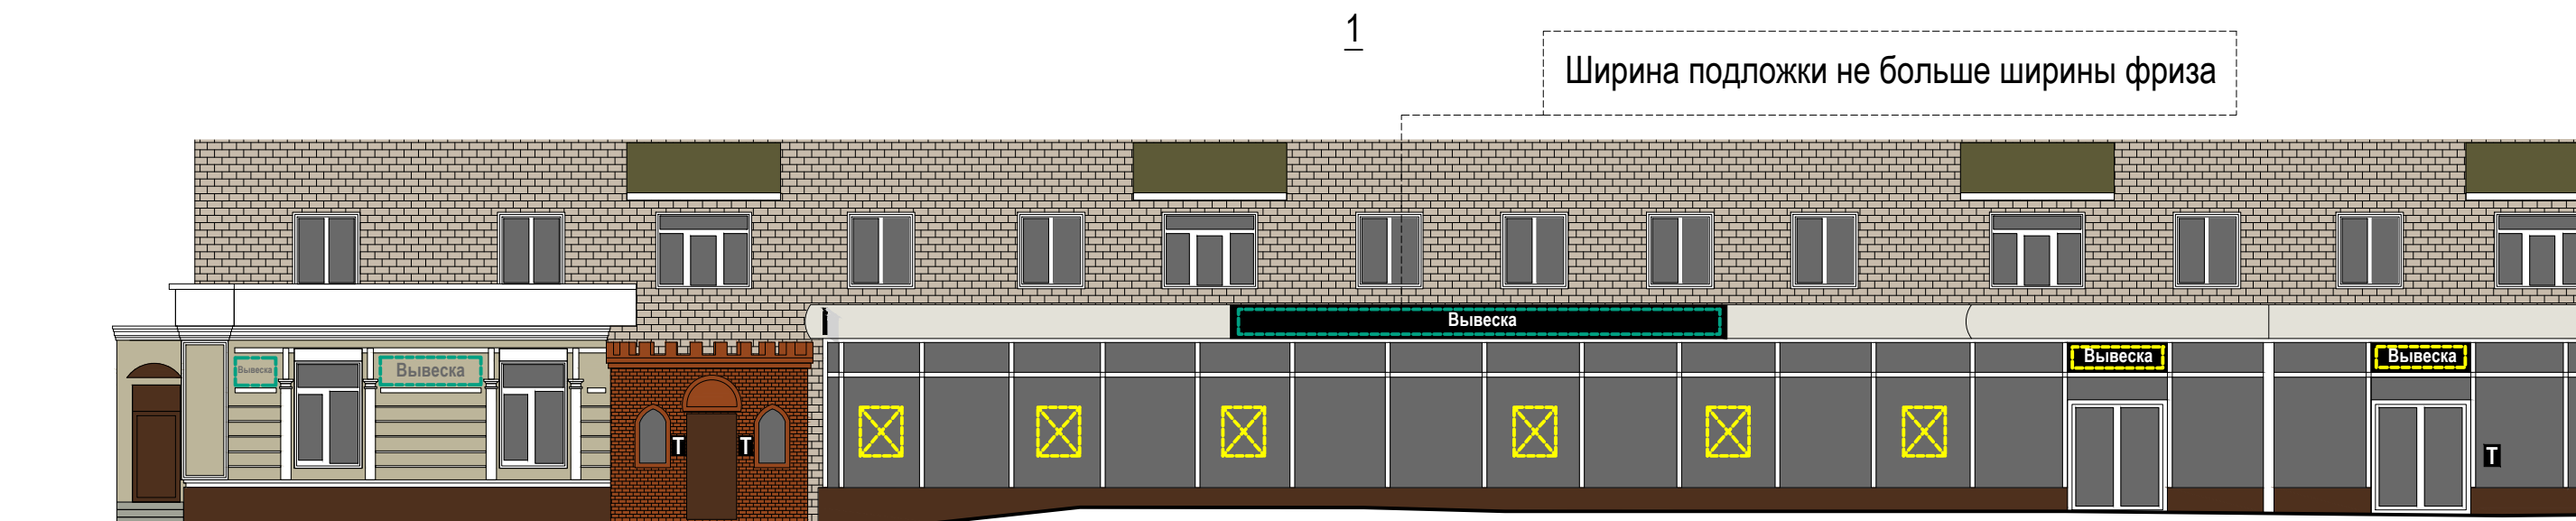 1
Ширина подложки не больше ширины фриза
Вывеска
Вывеска
Вывеска
Вывеска
Вывеска
Т
Т
Т